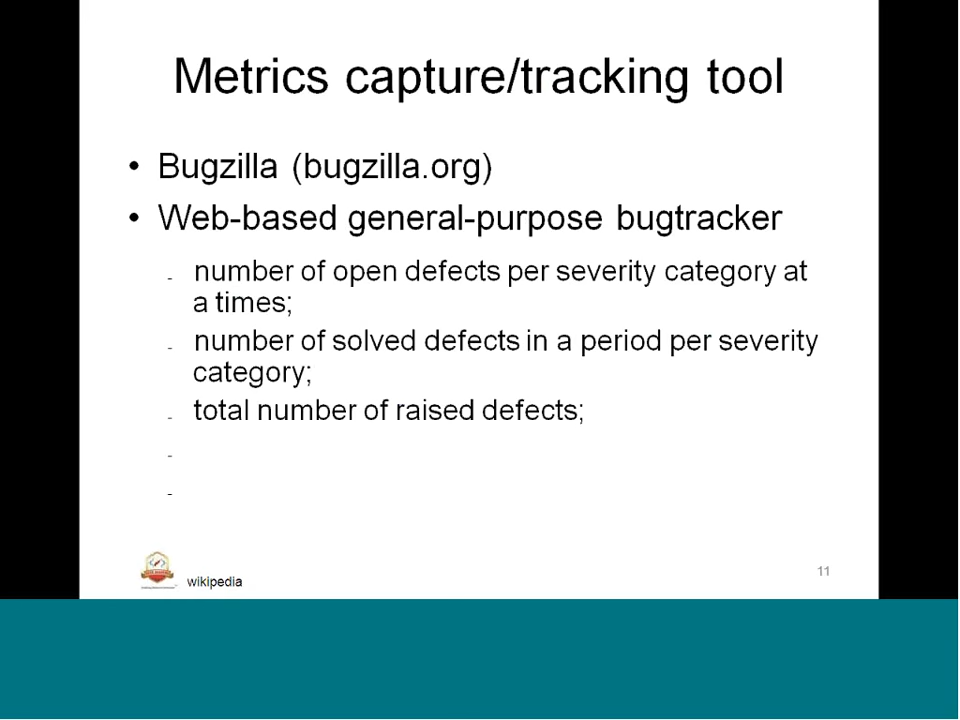 Metrics capture/tracking tool
• Bugzilla (bugzilla.org)
• Web-based general-purpose bugtracker
- number of open defects per severity category at
a times;
- number of solved defects in a period per severity
category;
- total number of raised defects;
-
-
wikipedia
11